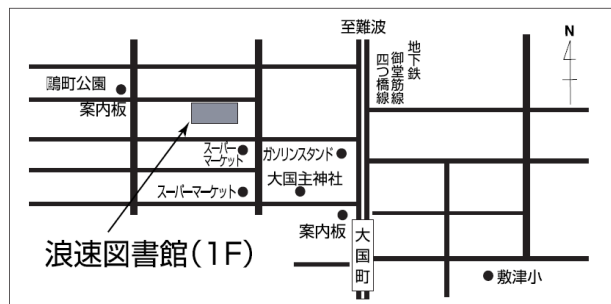 至難波
N
地下鉄
御堂筋線
四つ橋線
鷗町公園
案内板
スーパー
マーケット
ガソリンスタンド
大国主神社
スーパーマーケット
案内板
浪速図書館(1F)
大国町
敷津小